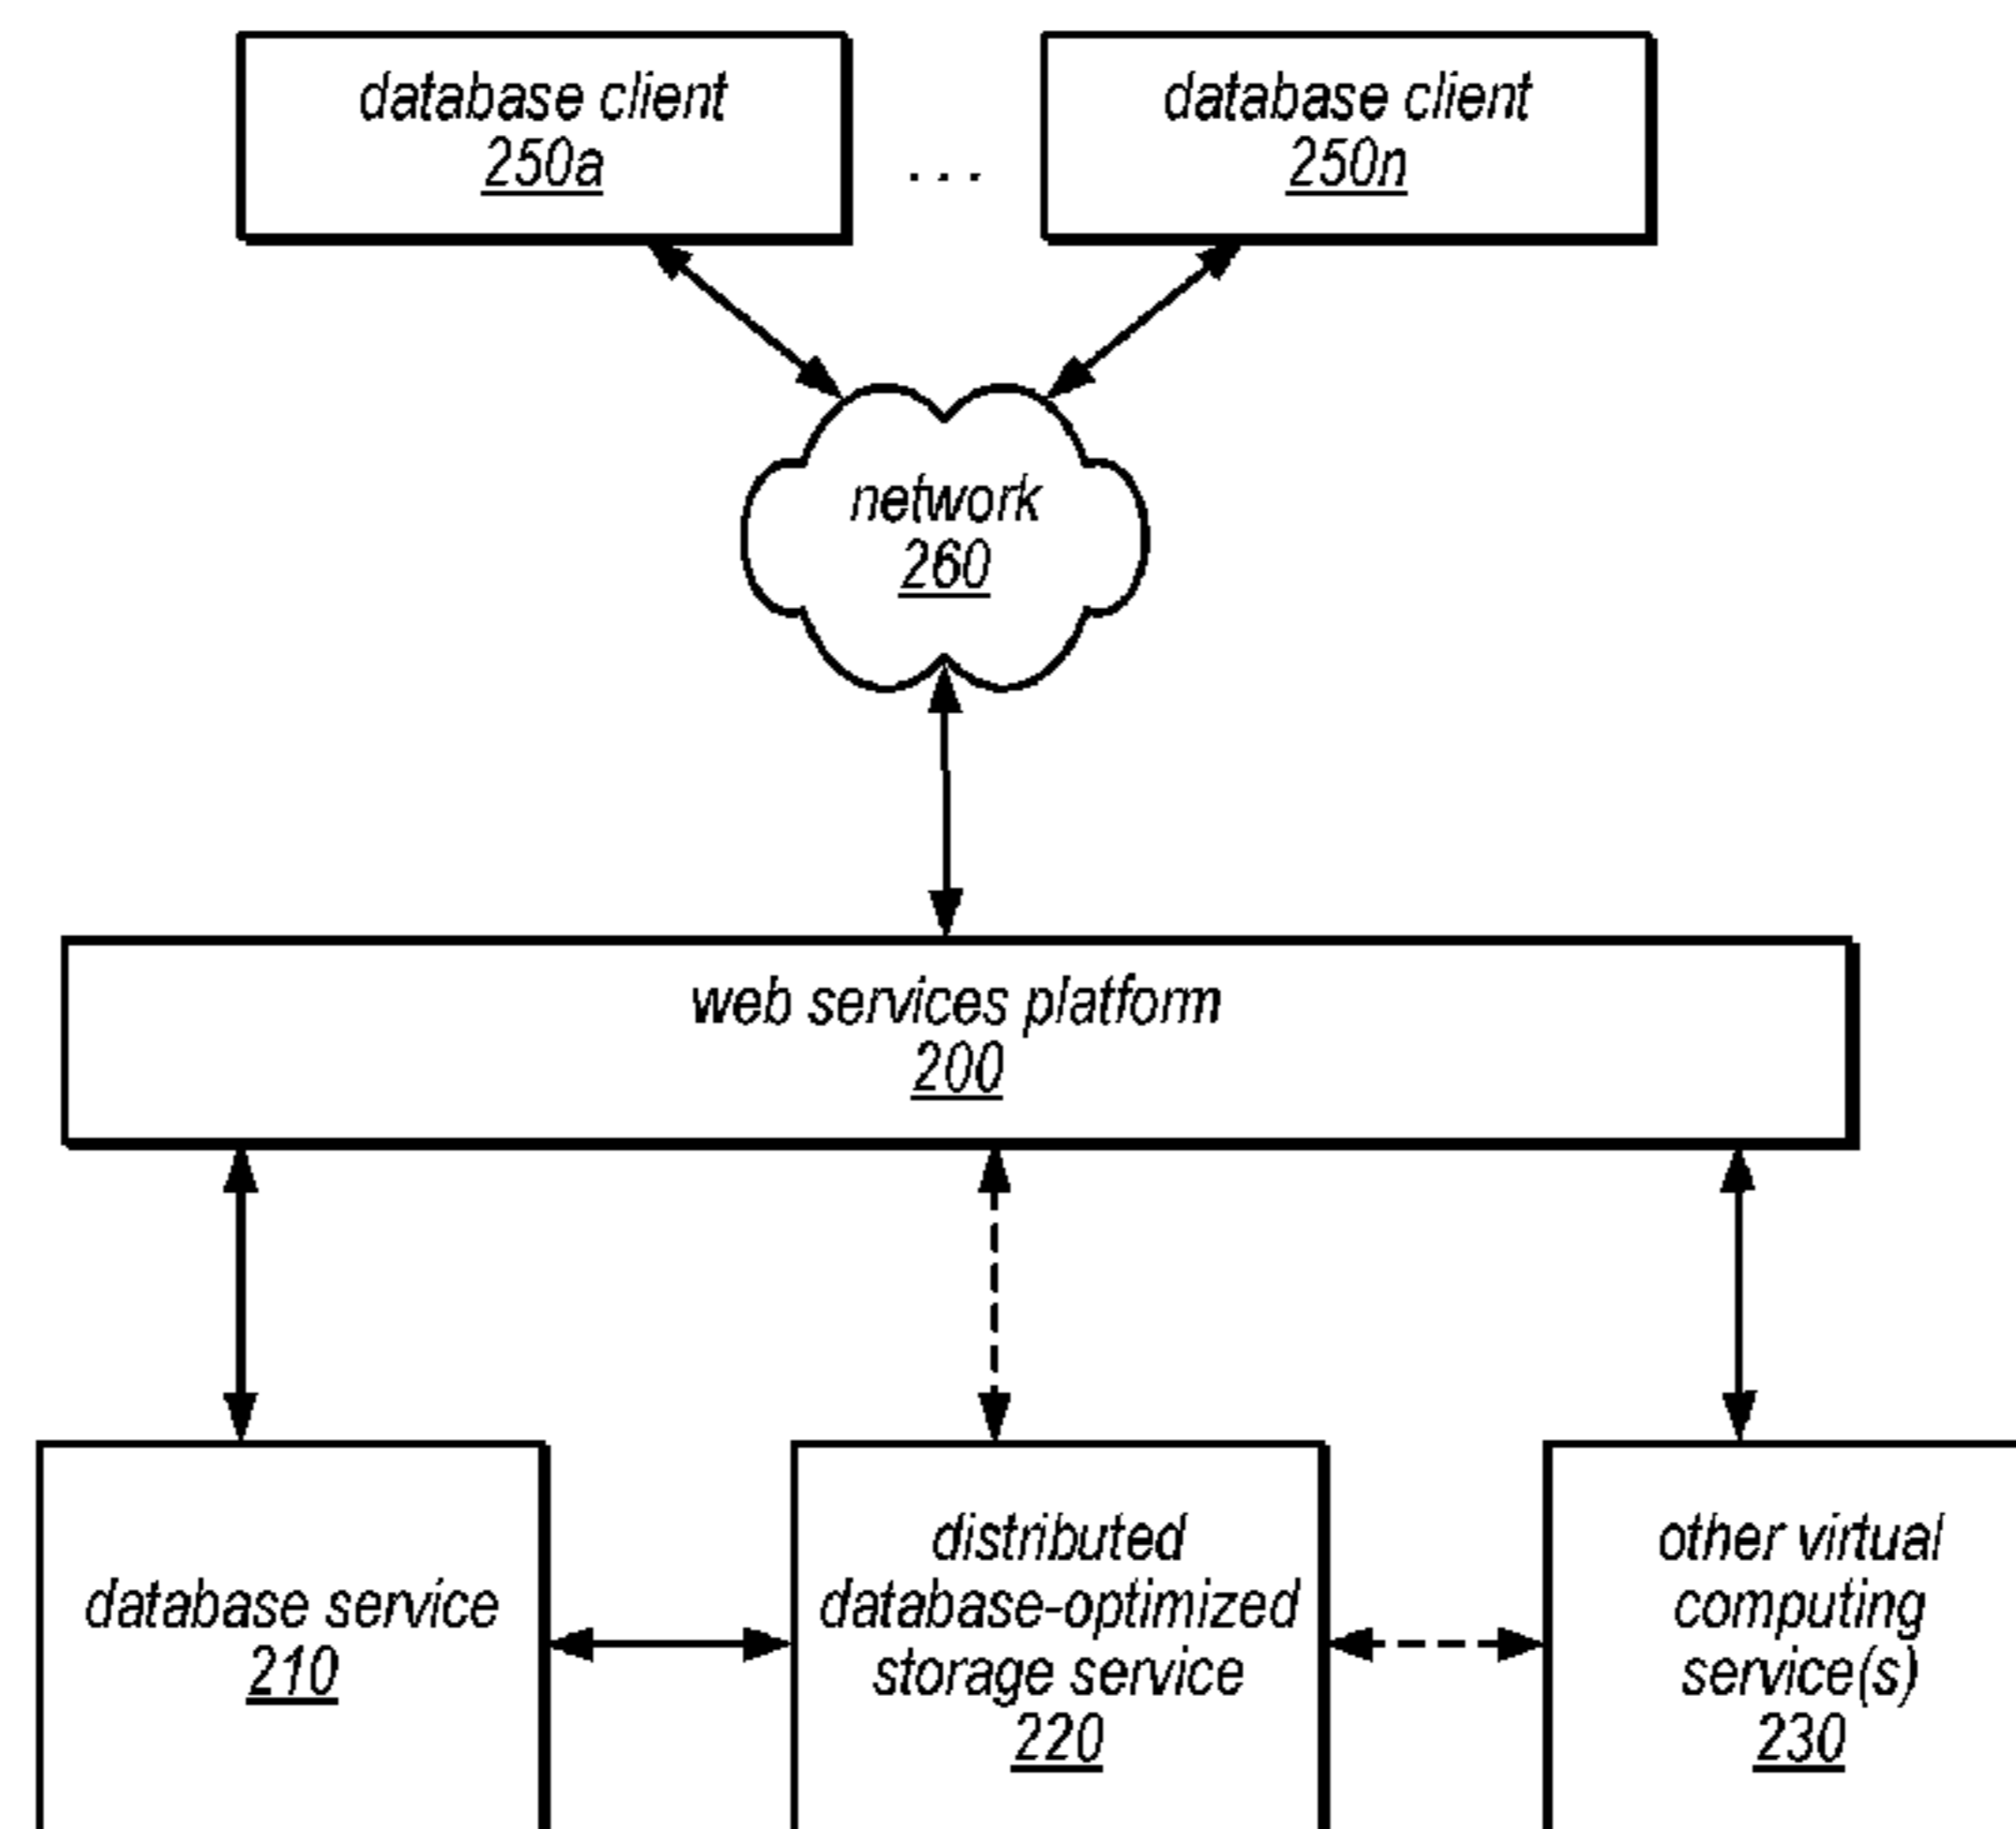 database client
250a
. . .
database client
250n
network
260
web services platform
200
database service
210
distributed
database-optimized
storage service
220
other virtual
computing
service(s)
230